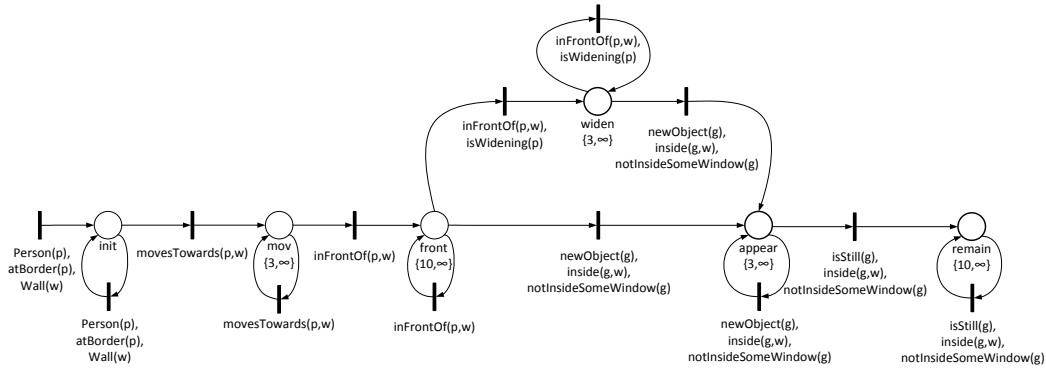 inFrontOf(p,w),
isWidening(p)
inFrontOf(p,w),
isWidening(p)
widen
{3,∞}
newObject(g),
inside(g,w),
notInsideSomeWindow(g)
Person(p),
atBorder(p),
Wall(w)
init
Person(p),
atBorder(p),
Wall(w)
movesTowards(p,w)
mov
{3,∞}
movesTowards(p,w)
inFrontOf(p,w)
front
{10,∞}
inFrontOf(p,w)
newObject(g),
inside(g,w),
notInsideSomeWindow(g)
appear
{3,∞}
newObject(g),
inside(g,w),
notInsideSomeWindow(g)
isStill(g),
inside(g,w),
notInsideSomeWindow(g)
remain
{10,∞}
isStill(g),
inside(g,w),
notInsideSomeWindow(g)